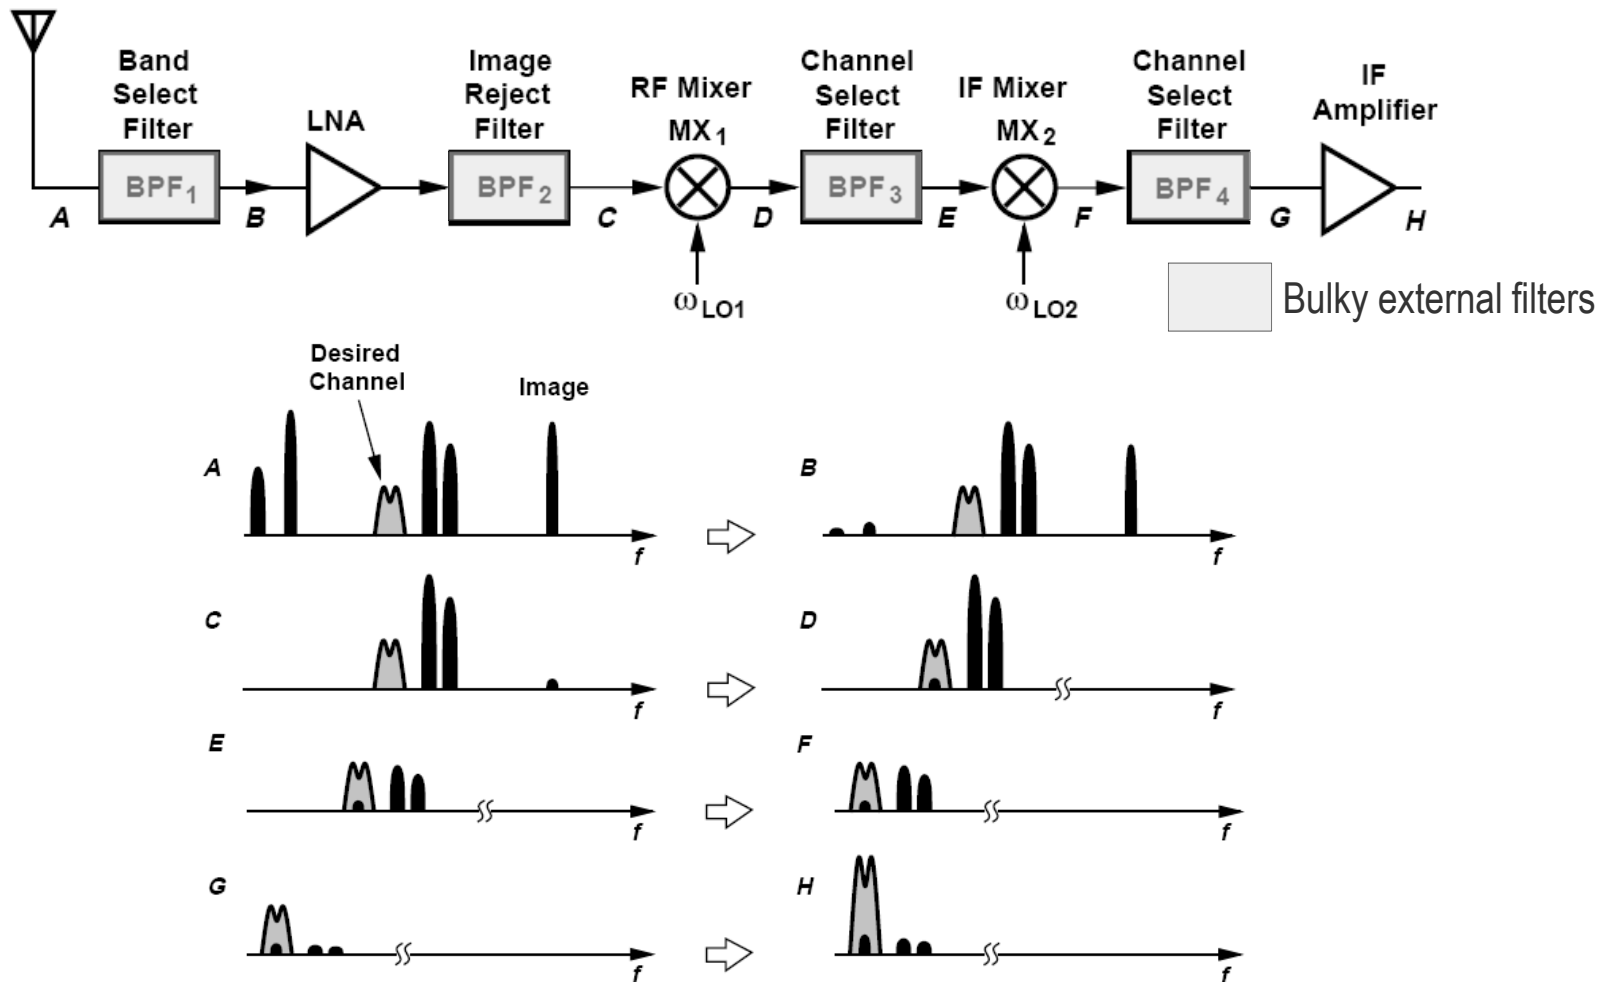 Band
Select
Filter
LNA
Image
Reject
Filter
RF Mixer
MX1
Channel
Select
Filter
IF Mixer
MX2
Channel
Select
Filter
IF
Amplifier
BPF1
BPF2
BPF3
BPF4
A
B
C
D
E
F
G
H
ωLO1
ωLO2
Bulky external filters
Desired
Channel
Image
A
f
B
f
C
f
D
f
E
f
F
f
G
f
H
f